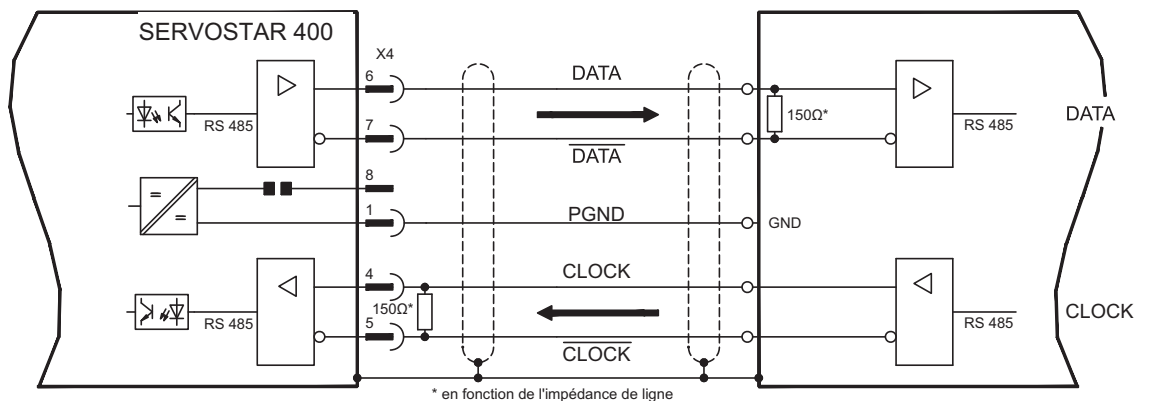 SERVOSTAR 400
X4
6
DATA
150Ω*
RS 485
RS 485
DATA
7
DATA
8
=
=
1
PGND
GND
4
CLOCK
150Ω*
RS 485
RS 485
CLOCK
5
CLOCK
* en fonction de l'impédance de ligne